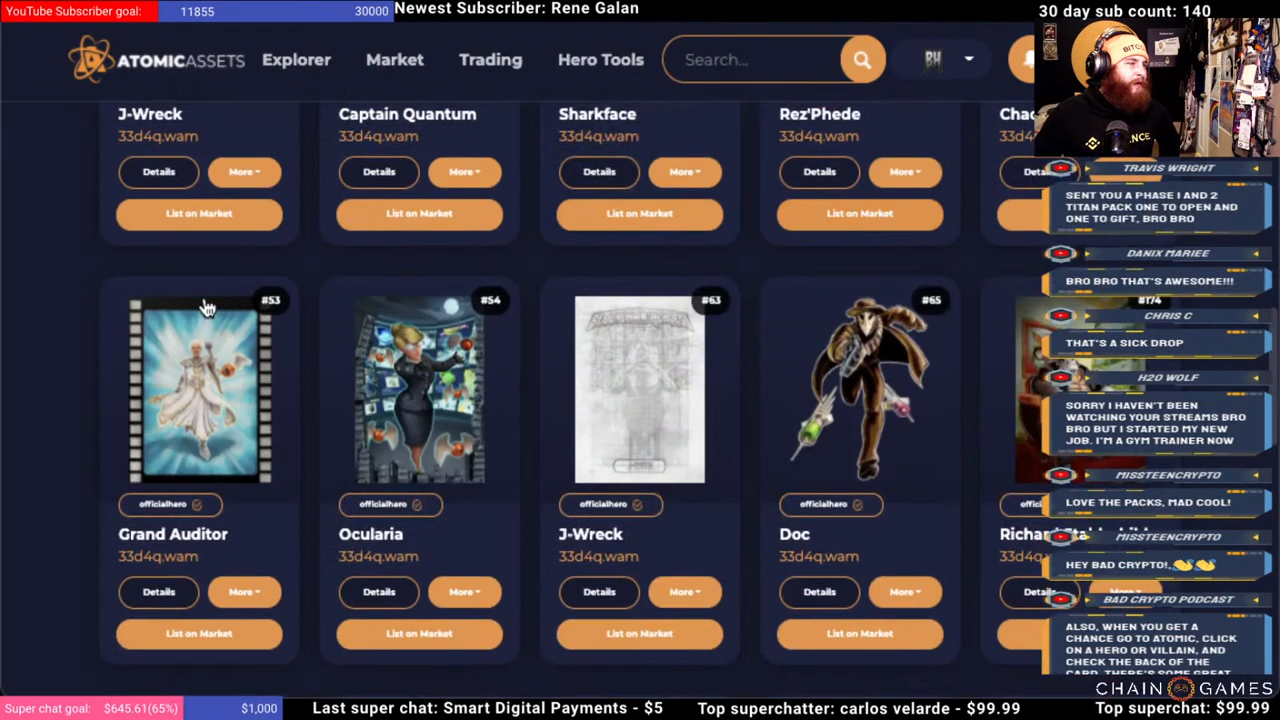 YouTube Subscriber goal: 11855 30000 Newest Subscriber: Rene Galan 30 day sub count: 140
ATOMICASSETS Explorer Market Trading Hero Tools Search... BH
J-Wreck Captain Quantum Sharkface Rez'Phede
33d4q.wam 33d4q.wam 33d4q.wam 33d4q.wam
Details More Details More Details More Details More
List on Market List on Market List on Market List on Market
#53 #54 #63 #65 #174
officialhero officialhero officialhero officialhero
Grand Auditor Ocularia J-Wreck Doc
33d4q.wam 33d4q.wam 33d4q.wam 33d4q.wam
Details More Details More Details More Details More
List on Market List on Market List on Market List on Market
BITCO
TRAVIS WRIGHT
SENT YOU A PHASE 1 AND 2
TITAN PACK ONE TO OPEN AND
ONE TO GIFT, BRO BRO
DANIX MARIEE
BRO BRO THAT'S AWESOME!!!
CHRIS C
THAT'S A SICK DROP
H2O WOLF
SORRY I HAVEN'T BEEN
WATCHING YOUR STREAMS BRO
BRO BUT I STARTED MY NEW
JOB. I'M A GYM TRAINER NOW
MISSTEENCRYPTO
LOVE THE PACKS, MAD COOL!
MISSTEENCRYPTO
HEY BAD CRYPTO!,
BAD CRYPTO PODCAST
ALSO, WHEN YOU GET A
CHANCE GO TO ATOMIC, CLICK
ON A HERO OR VILLAIN, AND
CHECK THE BACK OF THE
CARD. THERE'S SOME GREAT
CHAIN GAMES
Super chat goal: $645.61(65%) $1,000 Last super chat: Smart Digital Payments - $5 Top superchatter: carlos velarde - $99.99 Top superchat: $99.99